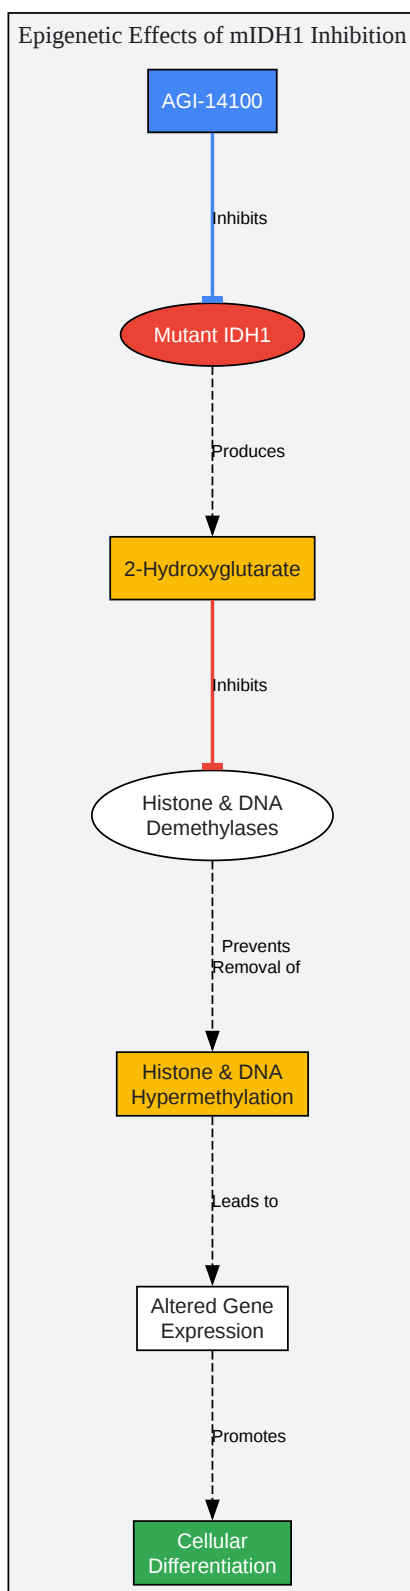 Epigenetic Effects of mIDH1 Inhibition
AGI-14100
Inhibits
Mutant IDH1
Produces
2-Hydroxyglutarate
Inhibits
Histone & DNA
Demethylases
Prevents
Removal of
Histone & DNA
Hypermethylation
Leads to
Altered Gene
Expression
Promotes
Cellular
Differentiation